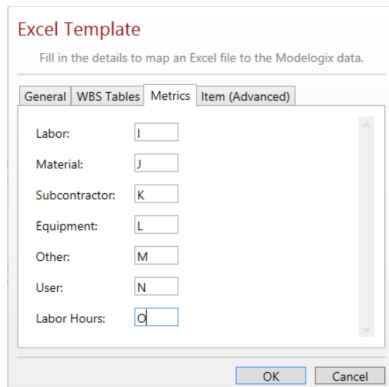 Excel Template
Fill in the details to map an Excel file to the Modelogix data.
General WBS Tables Metrics Item (Advanced)
Labor: I
Material: J
Subcontractor: K
Equipment: L
Other: M
User: N
Labor Hours: O
OK Cancel